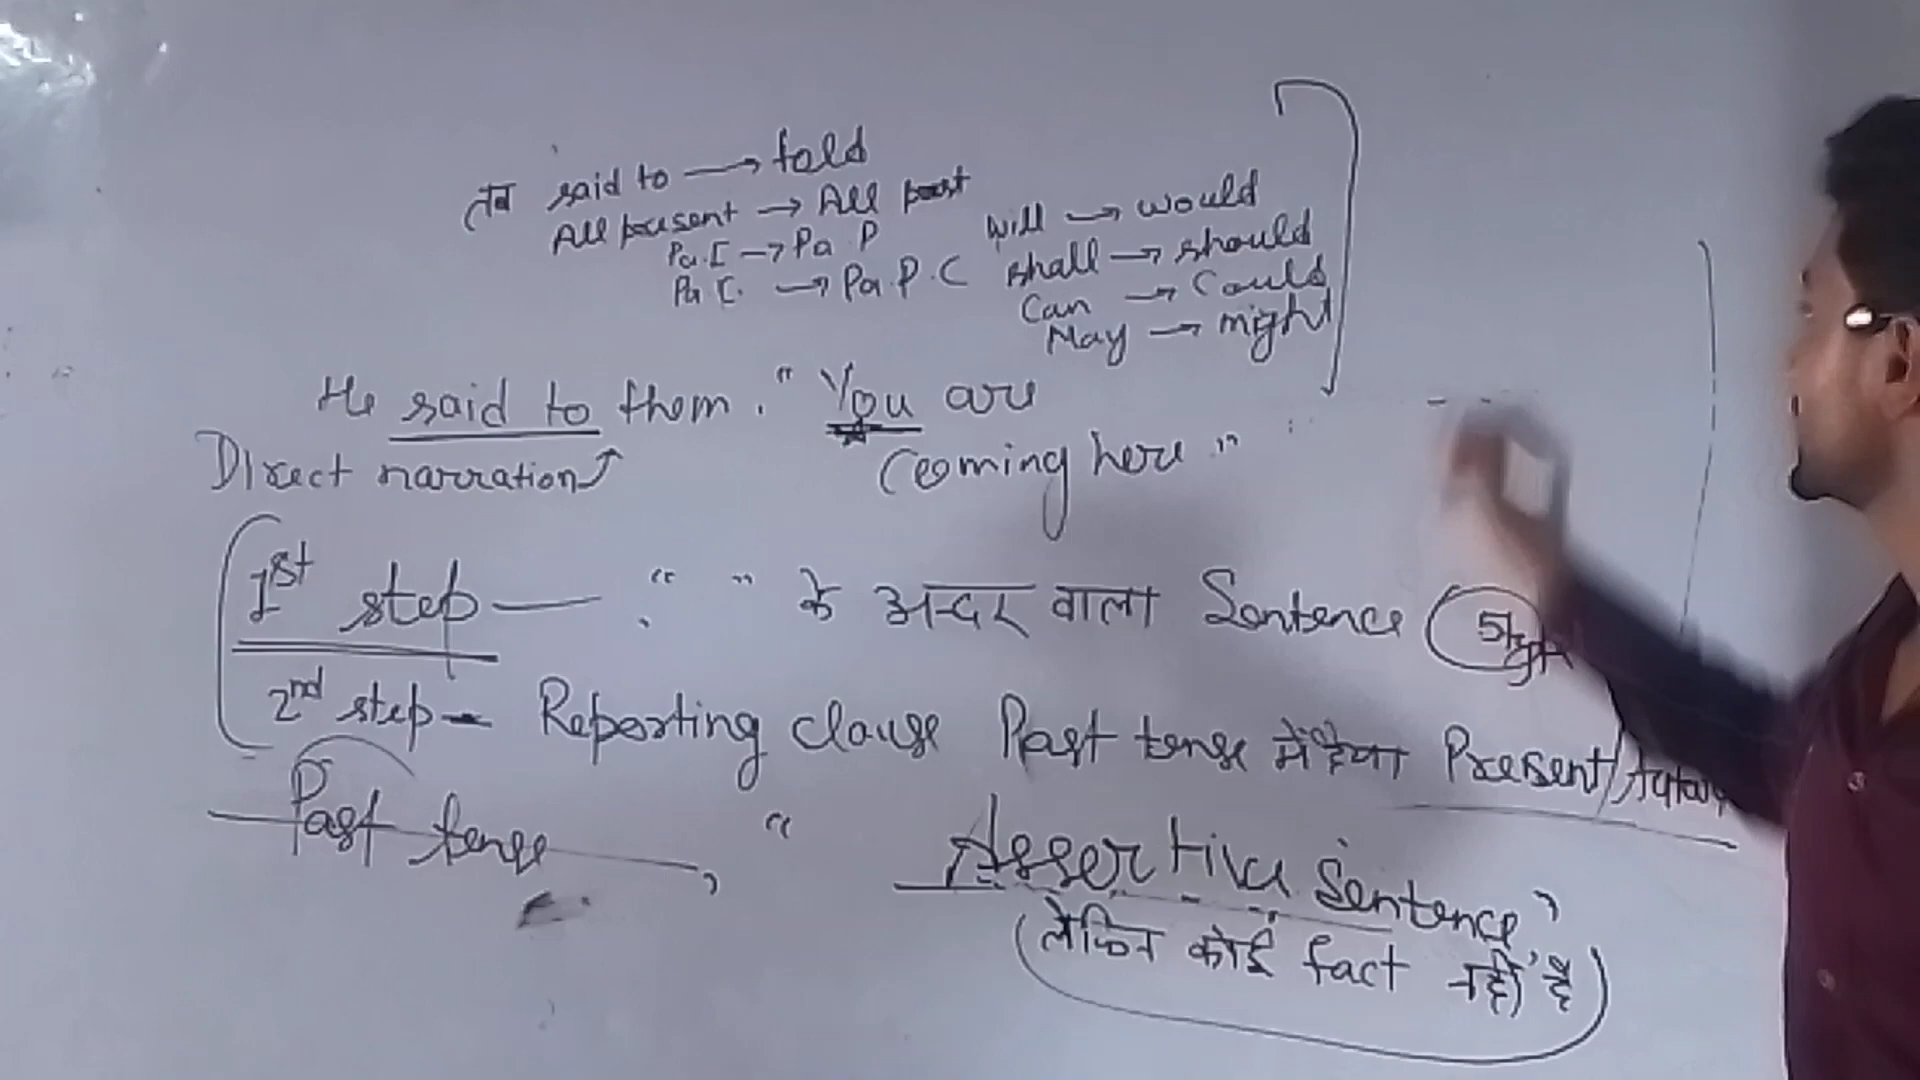 तब said to → told
All present → All past
Pa.I → Pa.P
Pa C. → Pa.P.C
will → would
shall → should
Can → Could
May → might
He said to them. " You are
Coming here "
Direct narration
1st step — " " के अन्दर वाला Sentence
2nd step - Reporting clause Past tense में Present/
Past tense , " Assertive Sentence"
(लेकिन कोई fact नहीं है)